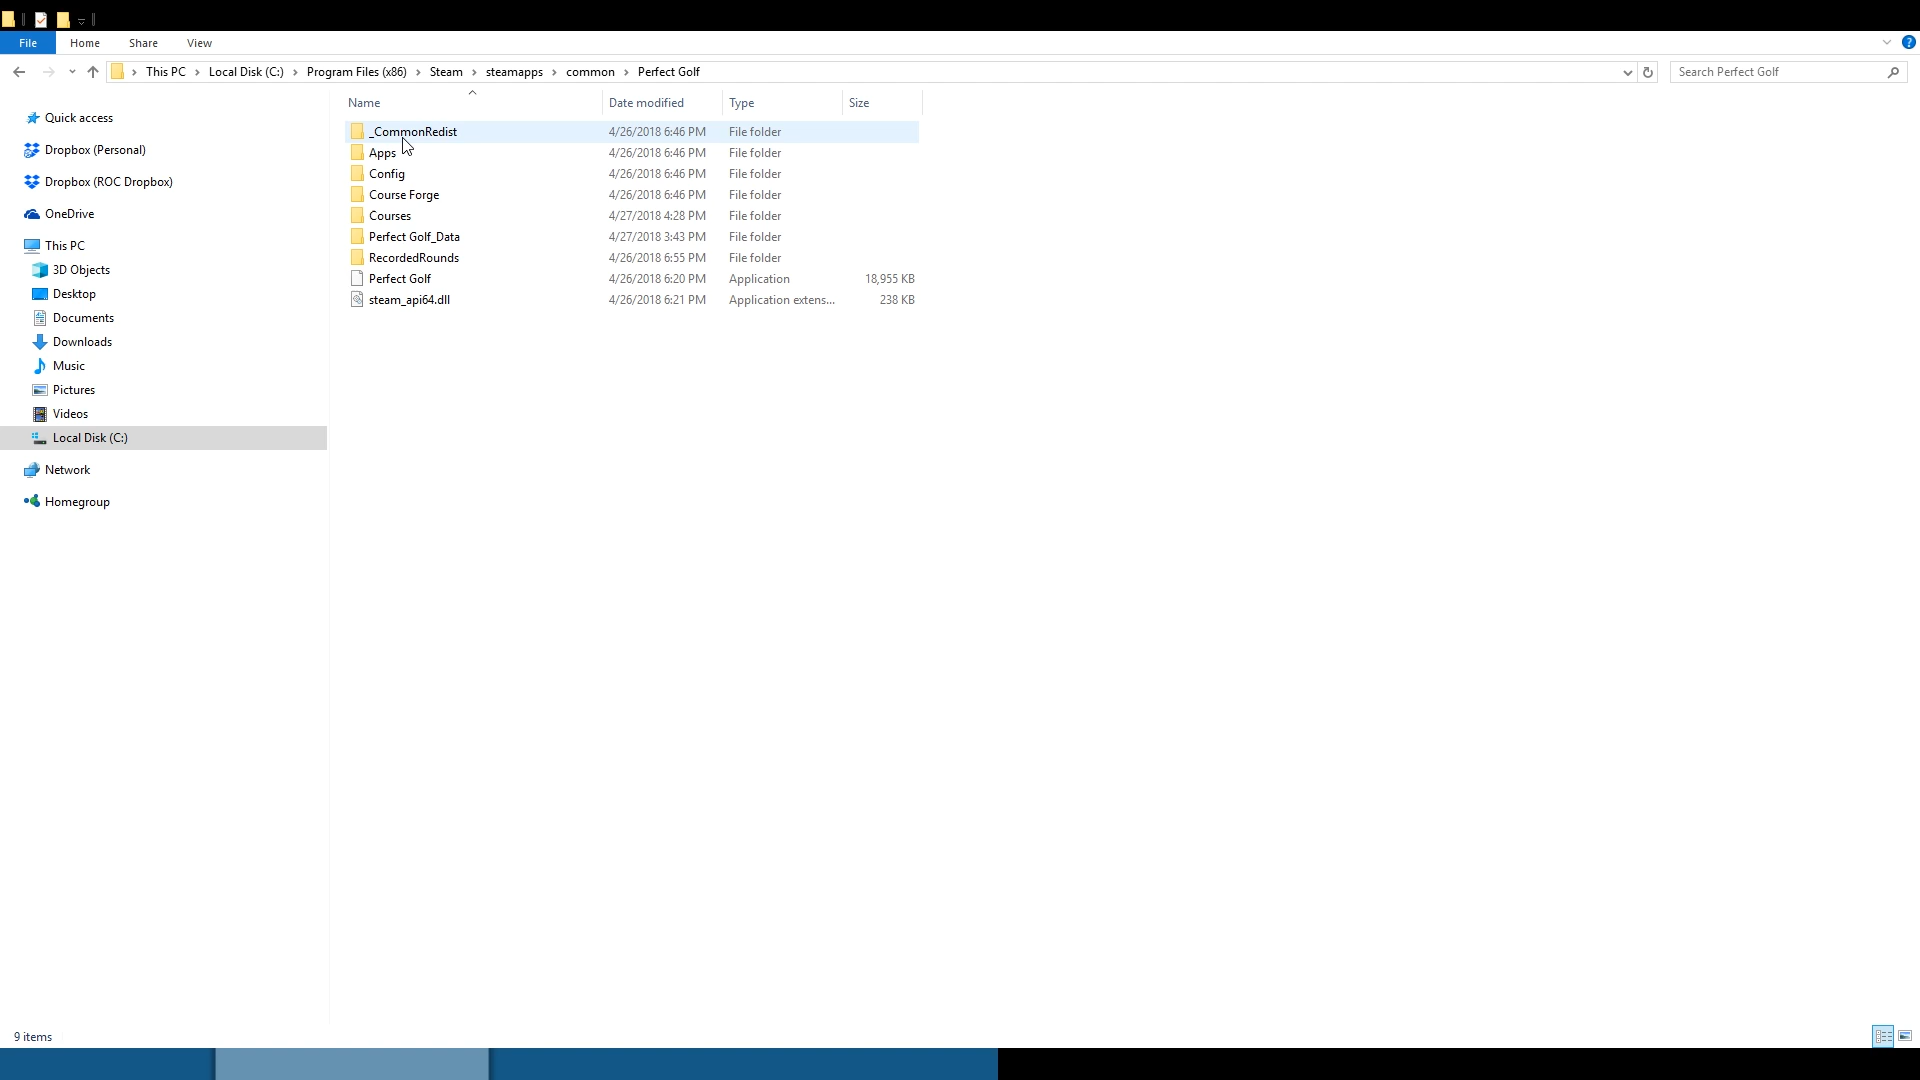 File Home Share View
This PC Local Disk (C:) Program Files (x86) Steam steamapps common Perfect Golf Search Perfect Golf
Name Date modified Type Size
Quick access
Dropbox (Personal)
Dropbox (ROC Dropbox)
OneDrive
This PC
3D Objects
Desktop
Documents
Downloads
Music
Pictures
Videos
Local Disk (C:)
Network
Homegroup
_CommonRedist 4/26/2018 6:46 PM File folder
Apps 4/26/2018 6:46 PM File folder
Config 4/26/2018 6:46 PM File folder
Course Forge 4/26/2018 6:46 PM File folder
Courses 4/27/2018 4:28 PM File folder
Perfect Golf_Data 4/27/2018 3:43 PM File folder
RecordedRounds 4/26/2018 6:55 PM File folder
Perfect Golf 4/26/2018 6:20 PM Application 18,955 KB
steam_api64.dll 4/26/2018 6:21 PM Application extens... 238 KB
9 items